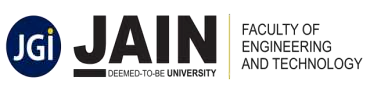 JGi
JAIN
DEEMED-TO-BE UNIVERSITY
FACULTY OF
ENGINEERING
AND TECHNOLOGY